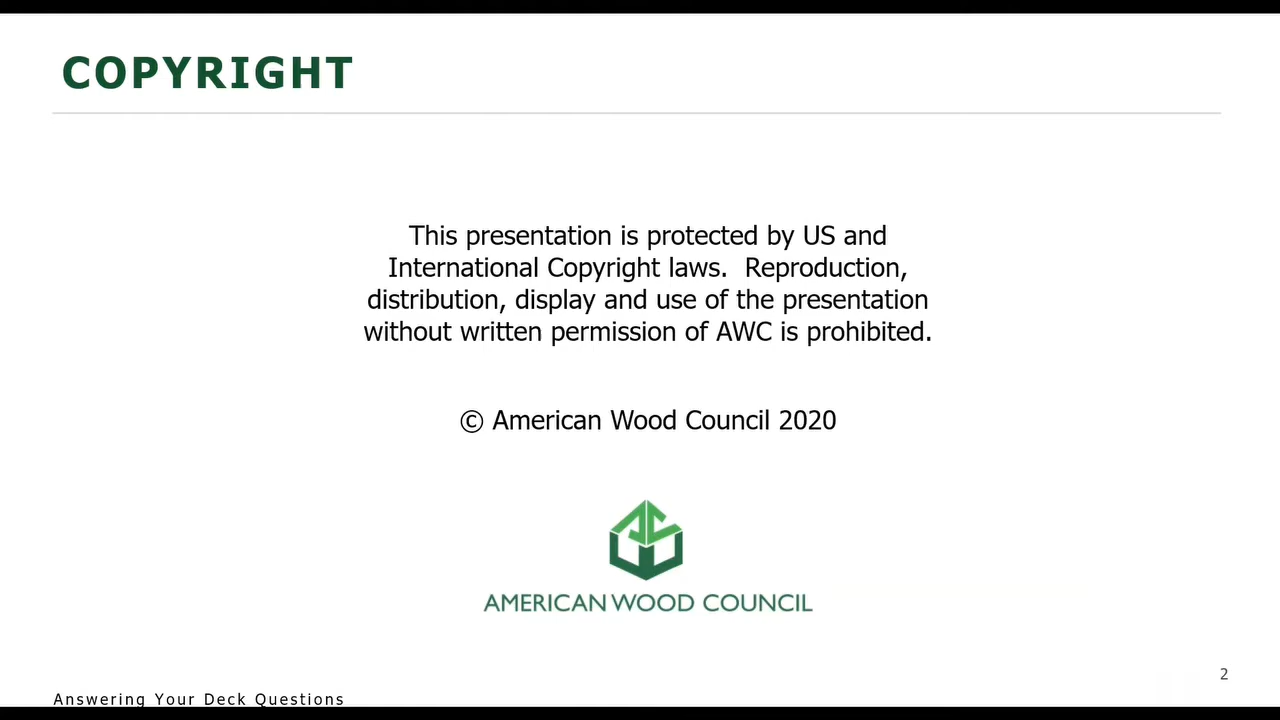 COPYRIGHT
This presentation is protected by US and
International Copyright laws.  Reproduction,
distribution, display and use of the presentation
without written permission of AWC is prohibited.
© American Wood Council 2020
AMERICAN WOOD COUNCIL
2
Answering Your Deck Questions